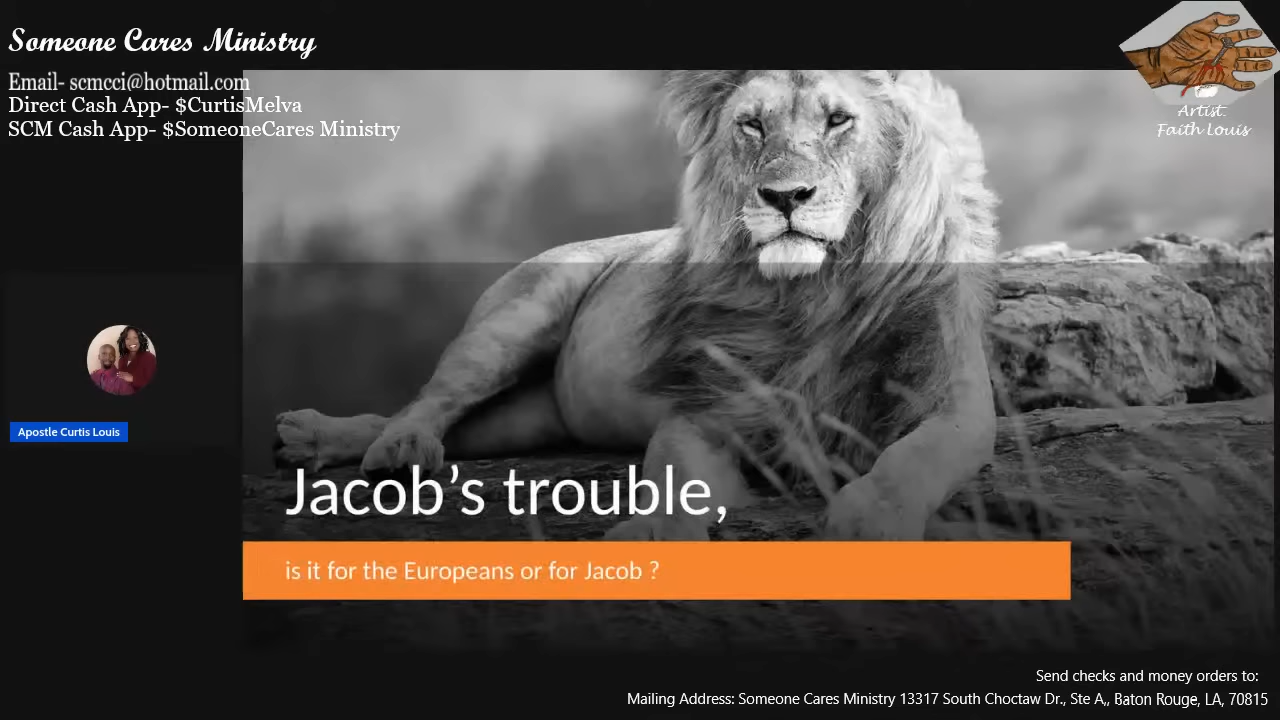 Someone Cares Ministry
Email- scmcci@hotmail.com
Direct Cash App- $CurtisMelva
SCM Cash App- $SomeoneCares Ministry
Artist:
Faith Louis
Apostle Curtis Louis
Jacob’s trouble,
is it for the Europeans or for Jacob ?
Send checks and money orders to:
Mailing Address: Someone Cares Ministry 13317 South Choctaw Dr., Ste A,, Baton Rouge, LA, 70815